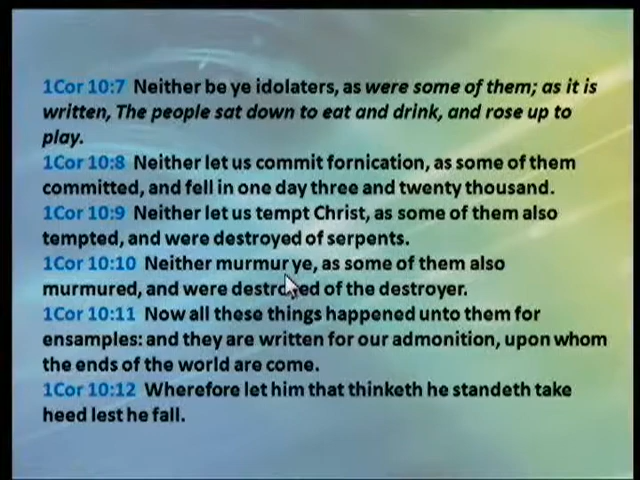 1Cor 10:7 Neither be ye idolaters, as were some of them; as it is
written, The people sat down to eat and drink, and rose up to
play.
1Cor 10:8 Neither let us commit fornication, as some of them
committed, and fell in one day three and twenty thousand.
1Cor 10:9 Neither let us tempt Christ, as some of them also
tempted, and were destroyed of serpents.
1Cor 10:10 Neither murmur ye, as some of them also
murmured, and were destroyed of the destroyer.
1Cor 10:11 Now all these things happened unto them for
ensamples: and they are written for our admonition, upon whom
the ends of the world are come.
1Cor 10:12 Wherefore let him that thinketh he standeth take
heed lest he fall.